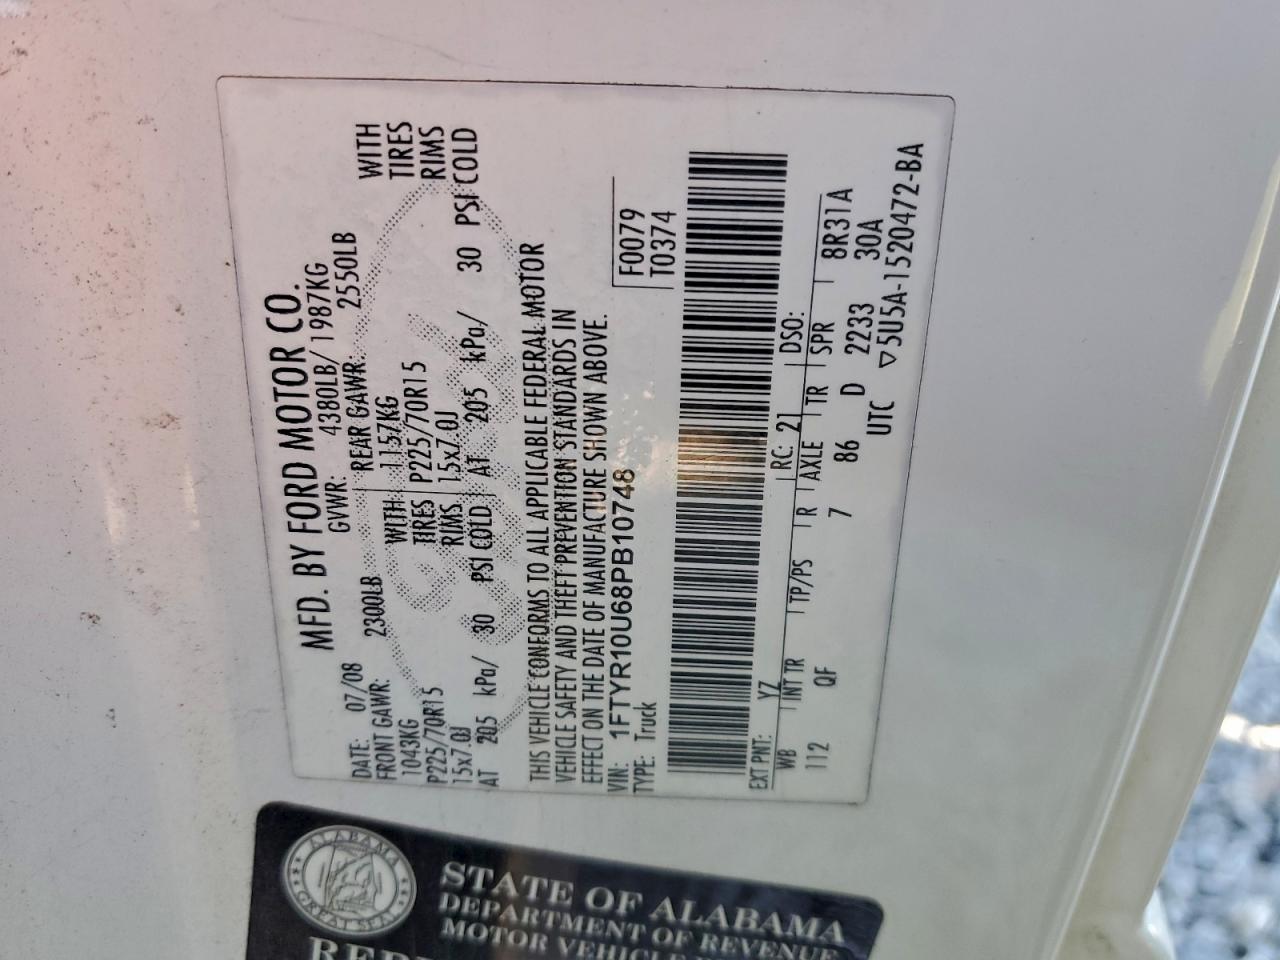 MFD. BY FORD MOTOR CO.
DATE: 07/08 GVWR: 4380LB/1987KG
FRONT GAWR: 2300LB REAR GAWR: 2550LB
1043KG WITH 1157KG WITH
P225/70R15 TIRES P225/70R15 TIRES
15x7.0J RIMS 15x7.0J RIMS
AT 205 kPa/ 30 PSI COLD AT 205 kPa/ 30 PSI COLD
THIS VEHICLE CONFORMS TO ALL APPLICABLE FEDERAL MOTOR
VEHICLE SAFETY AND THEFT PREVENTION STANDARDS IN
EFFECT ON THE DATE OF MANUFACTURE SHOWN ABOVE.
VIN: 1FTYR10U68PB10748 F0079
TYPE: Truck T0374
EXT PNT: YZ RC: 21 DSO:
WB INT TR TP/PS R AXLE TR SPR 8R31A
112 QF 7 86 D 2233 30A
UTC ▽5U5A-1520472-BA
ALABAMA
GREAT SEAL
STATE OF ALABAMA
DEPARTMENT OF REVENUE
MOTOR VEHICLE